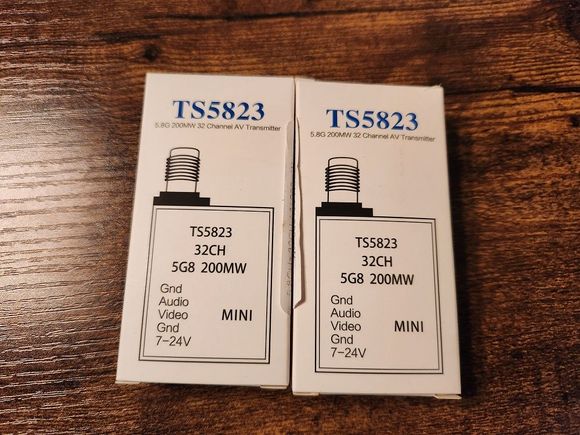 TS5823
5.8G 200MW 32 Channel AV Transmitter
TS5823
32CH
5G8 200MW
Gnd
Audio
Video
MINI
Gnd
7-24V
TS5823
5.8G 200MW 32 Channel AV Transmitter
TS5823
32CH
5G8 200MW
Gnd
Audio
Video
MINI
Gnd
7-24V